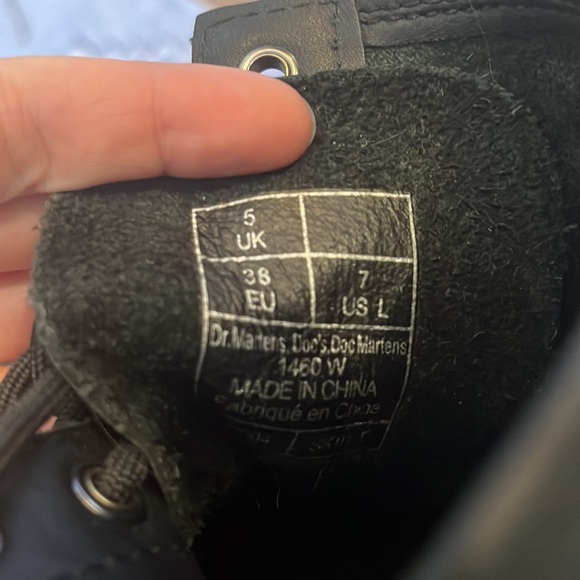 5
UK
38 7
EU US L
Dr.Martens, Doc's, Doc Martens
1460 W
MADE IN CHINA
Fabriqué en Chine